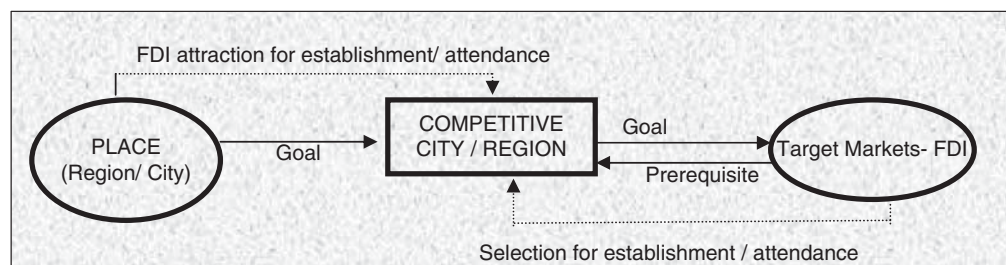 FDI attraction for establishment/ attendance
PLACE
(Region/ City)
Goal
COMPETITIVE
CITY / REGION
Goal
Prerequisite
Target Markets- FDI
Selection for establishment / attendance